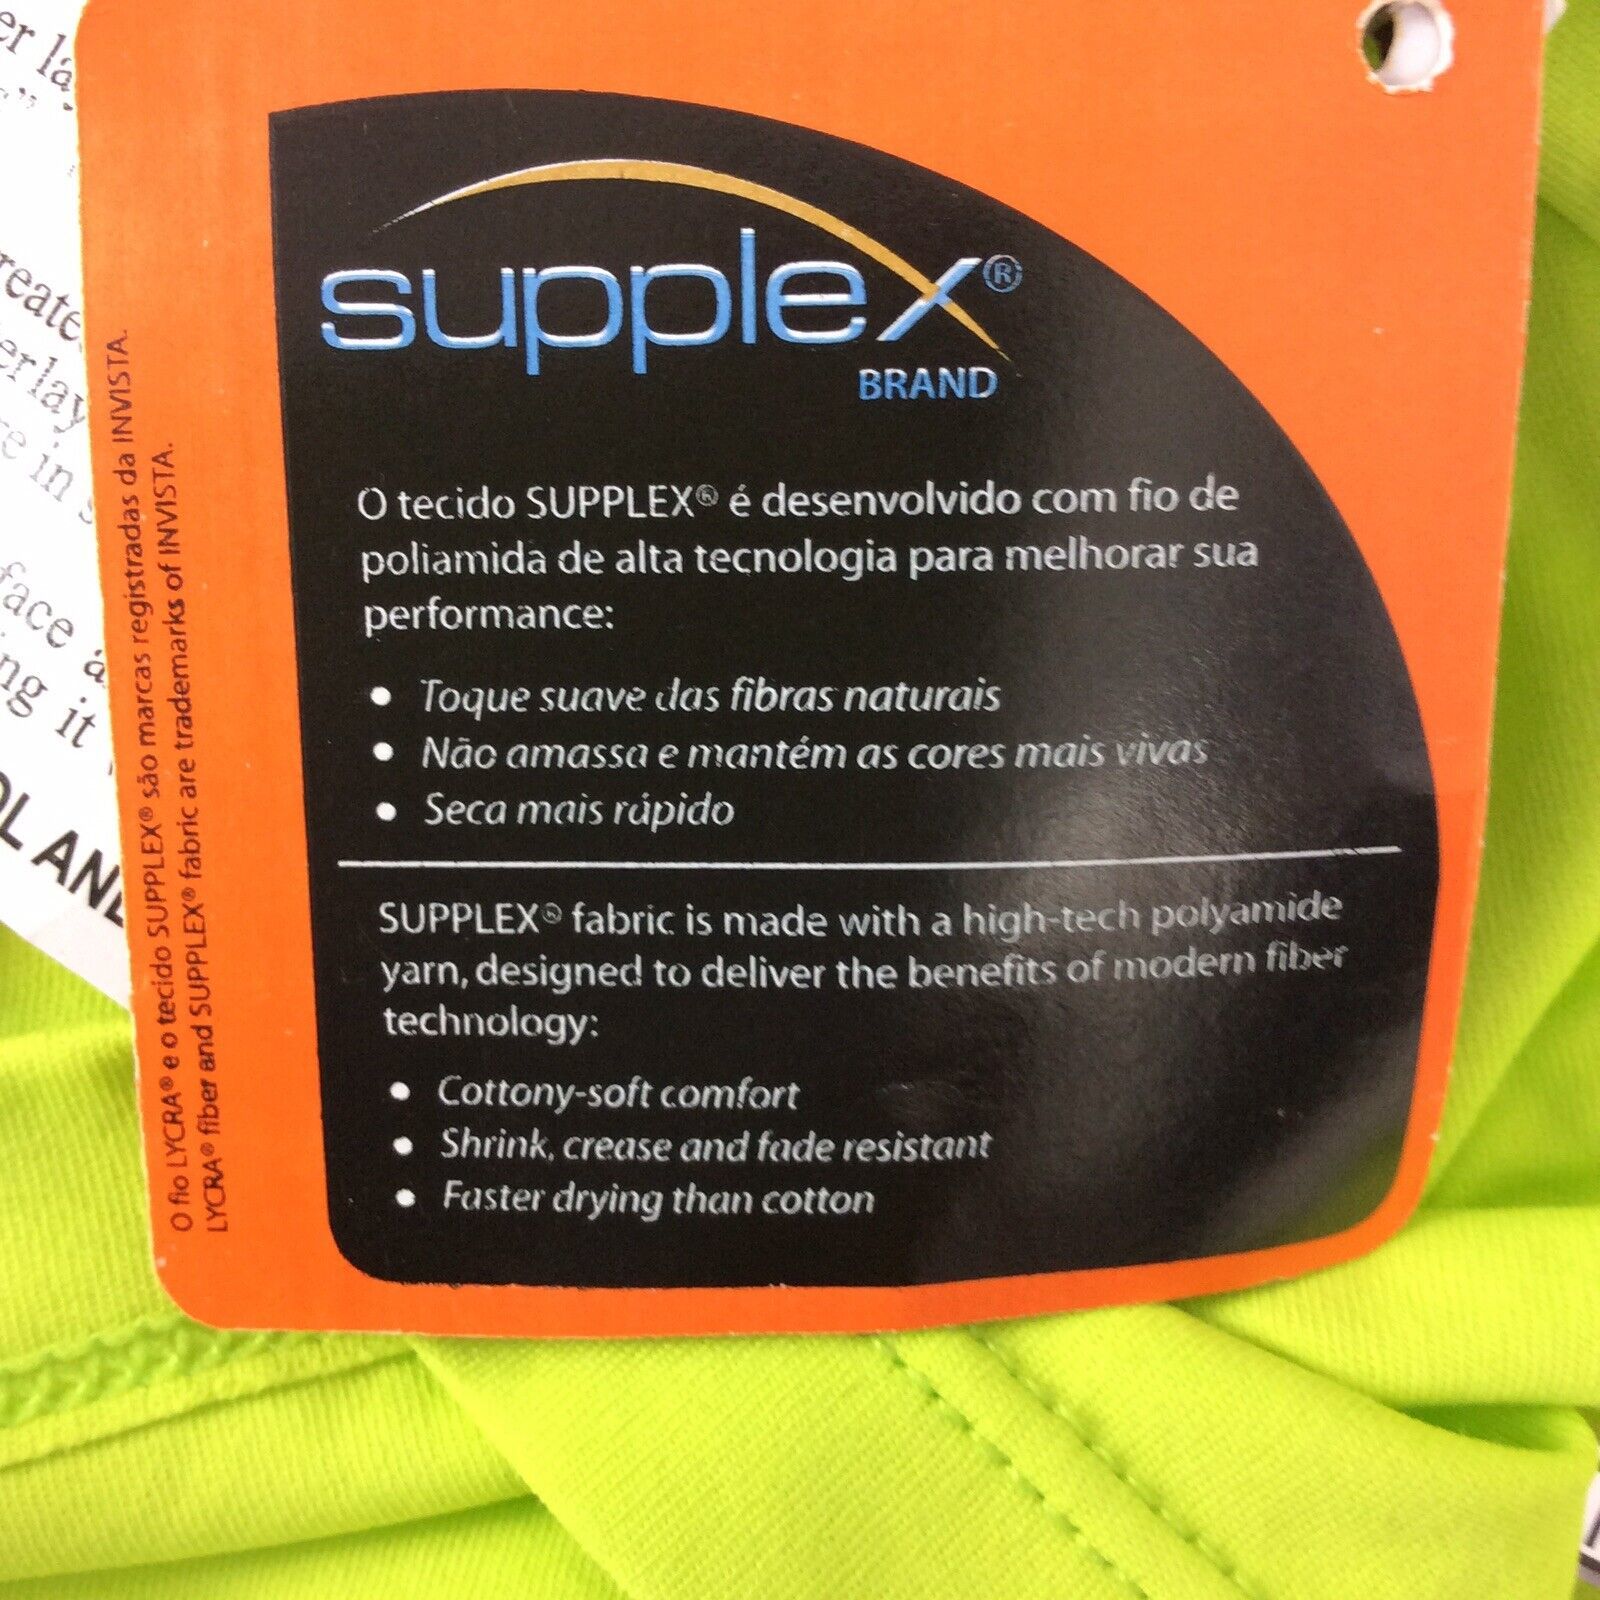 supplex®
BRAND
O tecido SUPPLEX® é desenvolvido com fio de
poliamida de alta tecnologia para melhorar sua
performance:
• Toque suave das fibras naturais
• Não amassa e mantém as cores mais vivas
• Seca mais rápido
SUPPLEX® fabric is made with a high-tech polyamide
yarn, designed to deliver the benefits of modern fiber
technology:
• Cottony-soft comfort
• Shrink, crease and fade resistant
• Faster drying than cotton
O fio LYCRA® e o tecido SUPPLEX® são marcas registradas da INVISTA.
LYCRA® fiber and SUPPLEX® fabric are trademarks of INVISTA.
in
face
it